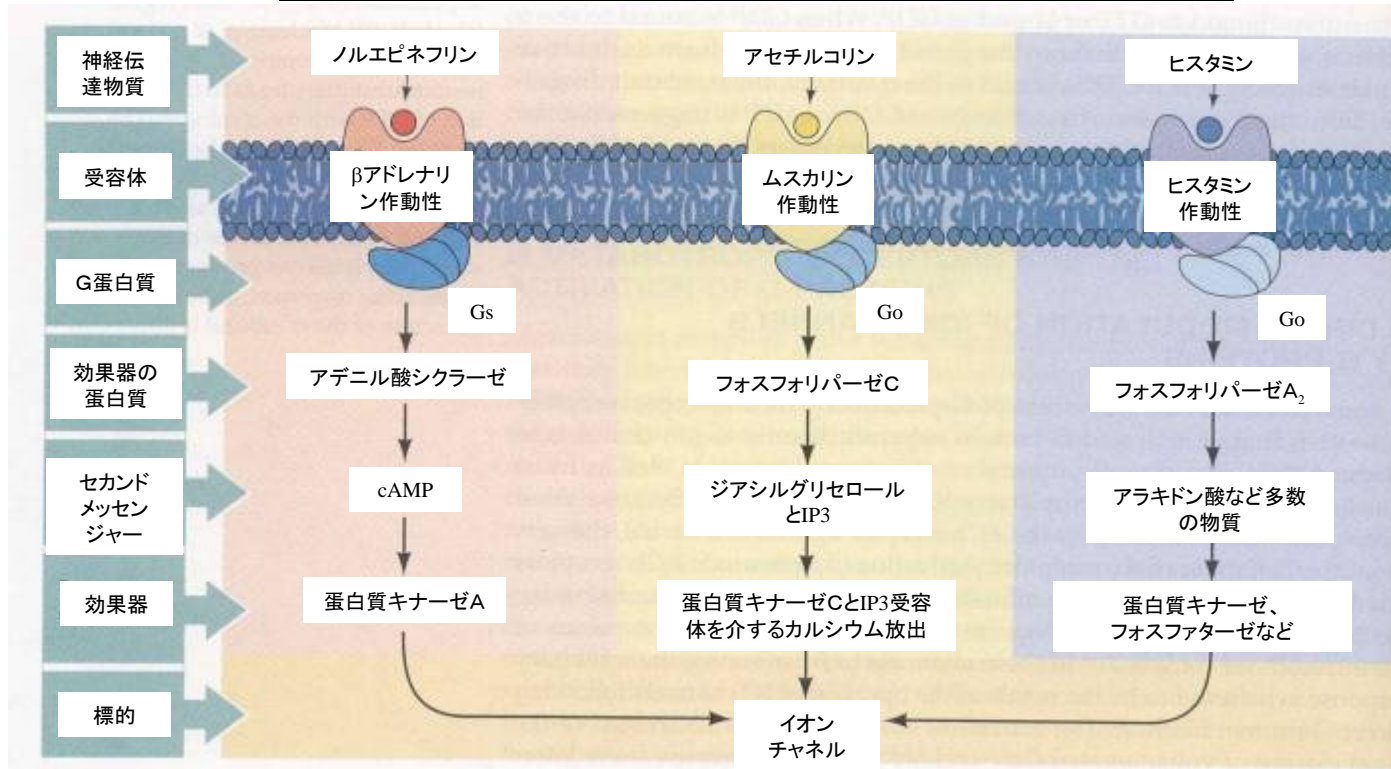 神経伝
達物質
ノルエピネフリン
アセチルコリン
ヒスタミン
受容体
βアドレナリ
ン作動性
ムスカリン
作動性
ヒスタミン
作動性
G蛋白質
Gs
Go
Go
効果器の
蛋白質
アデニル酸シクラーゼ
フォスフォリパーゼC
フォスフォリパーゼA₂
セカンド
メッセン
ジャー
cAMP
ジアシルグリセロール
とIP3
アラキドン酸など多数
の物質
効果器
蛋白質キナーゼA
蛋白質キナーゼCとIP3受容
体を介するカルシウム放出
蛋白質キナーゼ、
フォスファターゼなど
標的
イオン
チャネル